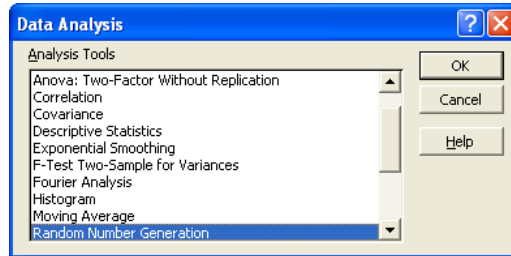 Data Analysis
Analysis Tools
Anova: Two-Factor Without Replication
Correlation
Covariance
Descriptive Statistics
Exponential Smoothing
F-Test Two-Sample for Variances
Fourier Analysis
Histogram
Moving Average
Random Number Generation
OK
Cancel
Help